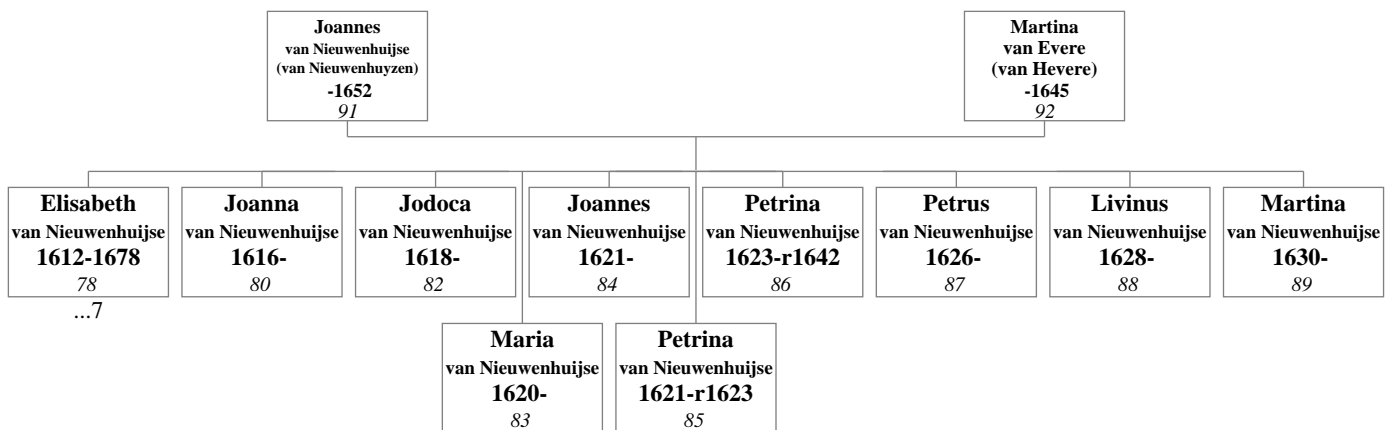 Joannes
van Nieuwenhuijse
(van Nieuwenhuyzen)
-1652
91
Martina
van Evere
(van Hevere)
-1645
92
Elisabeth
van Nieuwenhuijse
1612-1678
78
...7
Joanna
van Nieuwenhuijse
1616-
80
Jodoca
van Nieuwenhuijse
1618-
82
Joannes
van Nieuwenhuijse
1621-
84
Petrina
van Nieuwenhuijse
1623-r1642
86
Petrus
van Nieuwenhuijse
1626-
87
Livinus
van Nieuwenhuijse
1628-
88
Martina
van Nieuwenhuijse
1630-
89
Maria
van Nieuwenhuijse
1620-
83
Petrina
van Nieuwenhuijse
1621-r1623
85